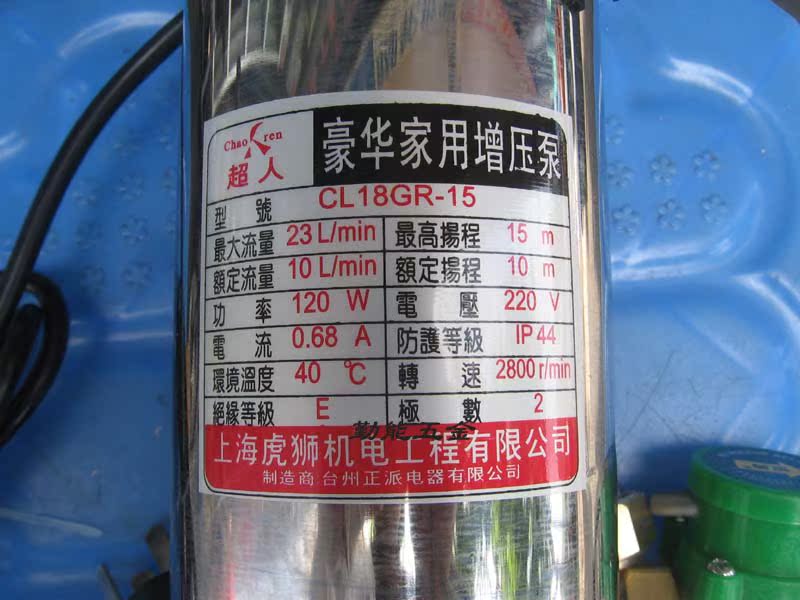 Chao ren
超人
豪华家用增压泵
型號 CL18GR-15
最大流量 23 L/min 最高揚程 15 m
額定流量 10 L/min 額定揚程 10 m
功率 120 W 電壓 220 V
電流 0.68 A 防護等級 IP44
環境溫度 40 ℃ 轉速 2800 r/min
絕緣等級 E 極數 2
勤能五金
上海虎狮机电工程有限公司
制造商 台州正派电器有限公司